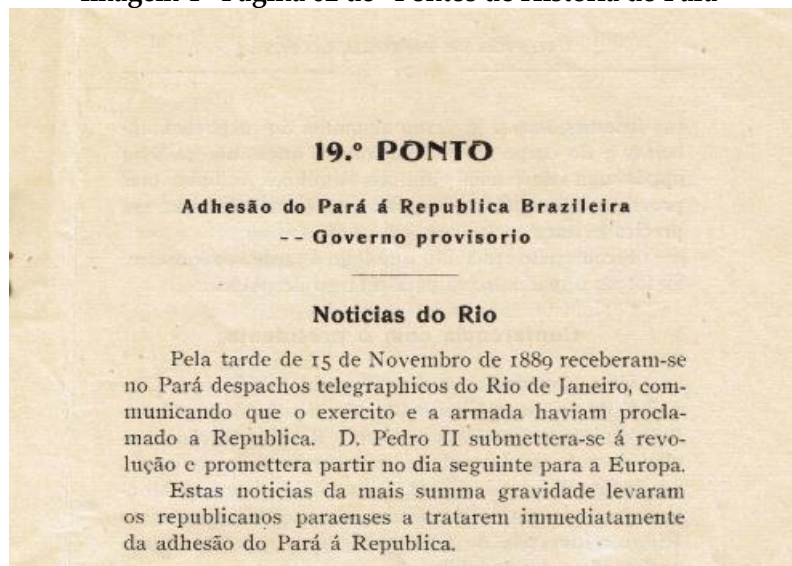 19.º PONTO
Adhesão do Pará á Republica Brazileira
-- Governo provisorio
Noticias do Rio
Pela tarde de 15 de Novembro de 1889 receberam-se
no Pará despachos telegraphicos do Rio de Janeiro, com-
municando que o exercito e a armada haviam procla-
mado a Republica. D. Pedro II submettera-se á revo-
lução e promettera partir no dia seguinte para a Europa.
Estas noticias da mais summa gravidade levaram
os republicanos paraenses a tratarem immediatamente
da adhesão do Pará á Republica.